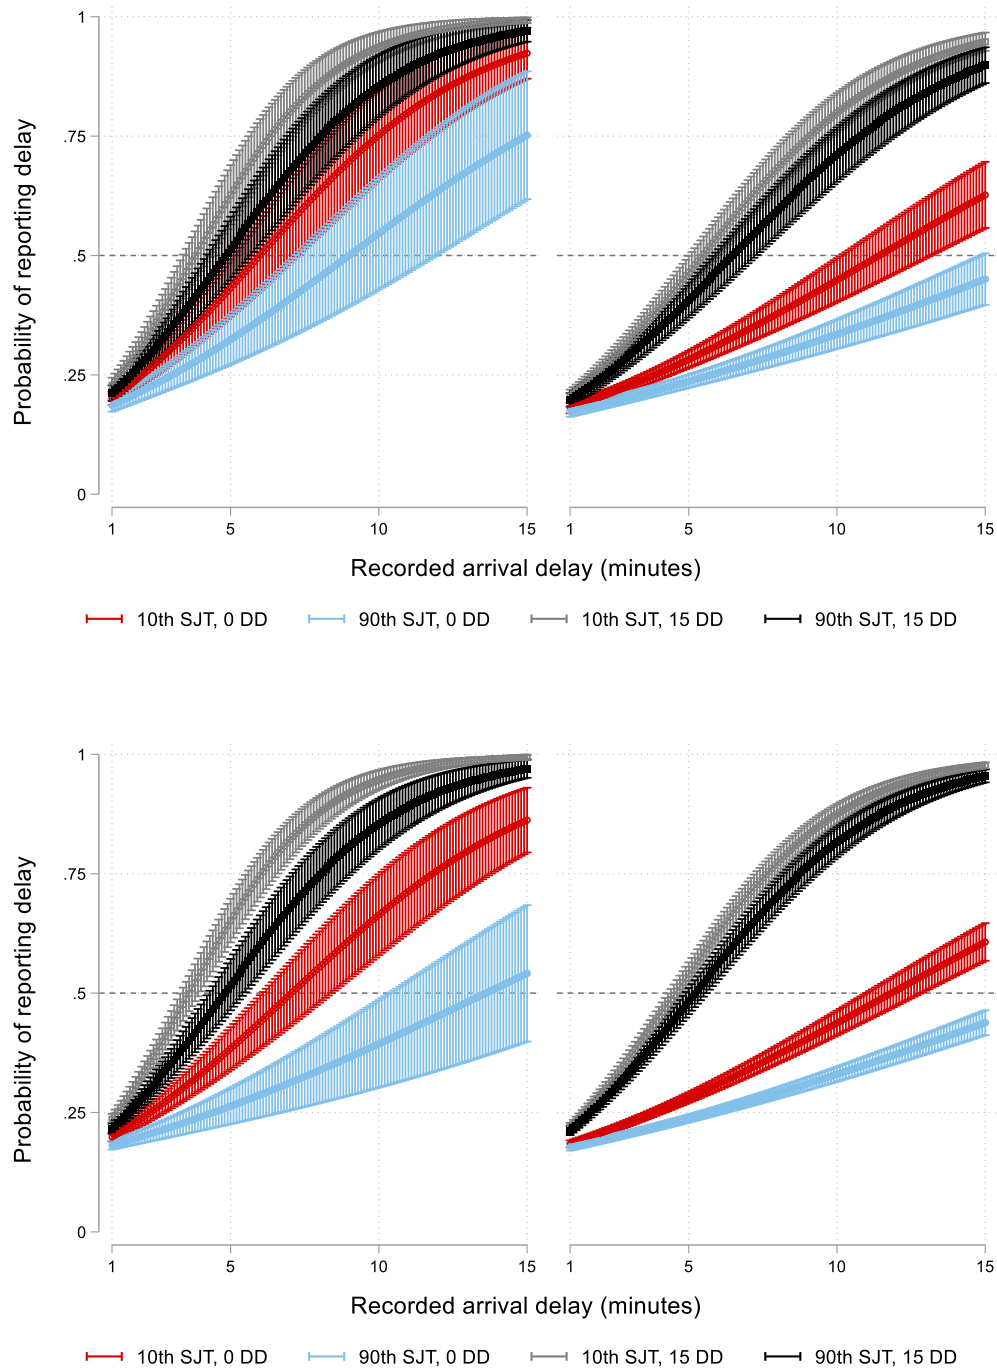 1
.75
.5
.25
0
Probability of reporting delay
1 5 10 15 1 5 10 15
Recorded arrival delay (minutes)
10th SJT, 0 DD 90th SJT, 0 DD 10th SJT, 15 DD 90th SJT, 15 DD
1
.75
.5
.25
0
Probability of reporting delay
1 5 10 15 1 5 10 15
Recorded arrival delay (minutes)
10th SJT, 0 DD 90th SJT, 0 DD 10th SJT, 15 DD 90th SJT, 15 DD